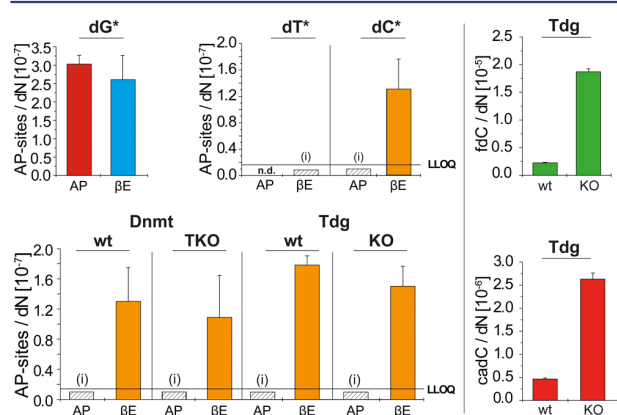 dG*
AP-sites / dN [10⁻⁷]
3.5
3.0
2.5
2.0
1.5
1.0
0.5
0.0
AP
βE
dT*
dC*
AP-sites / dN [10⁻⁷]
2.0
1.6
1.2
0.8
0.4
0.0
n.d.
(i)
(i)
LLOQ
AP
βE
AP
βE
Tdg
fdC / dN [10⁻⁵]
2.5
2.0
1.5
1.0
0.5
0.0
wt
KO
Dnmt
Tdg
wt
TKO
wt
KO
AP-sites / dN [10⁻⁷]
2.0
1.6
1.2
0.8
0.4
0.0
(i)
(i)
(i)
(i)
LLOQ
AP
βE
AP
βE
AP
βE
AP
βE
Tdg
cadC / dN [10⁻⁶]
3.0
2.5
2.0
1.5
1.0
0.5
0.0
wt
KO